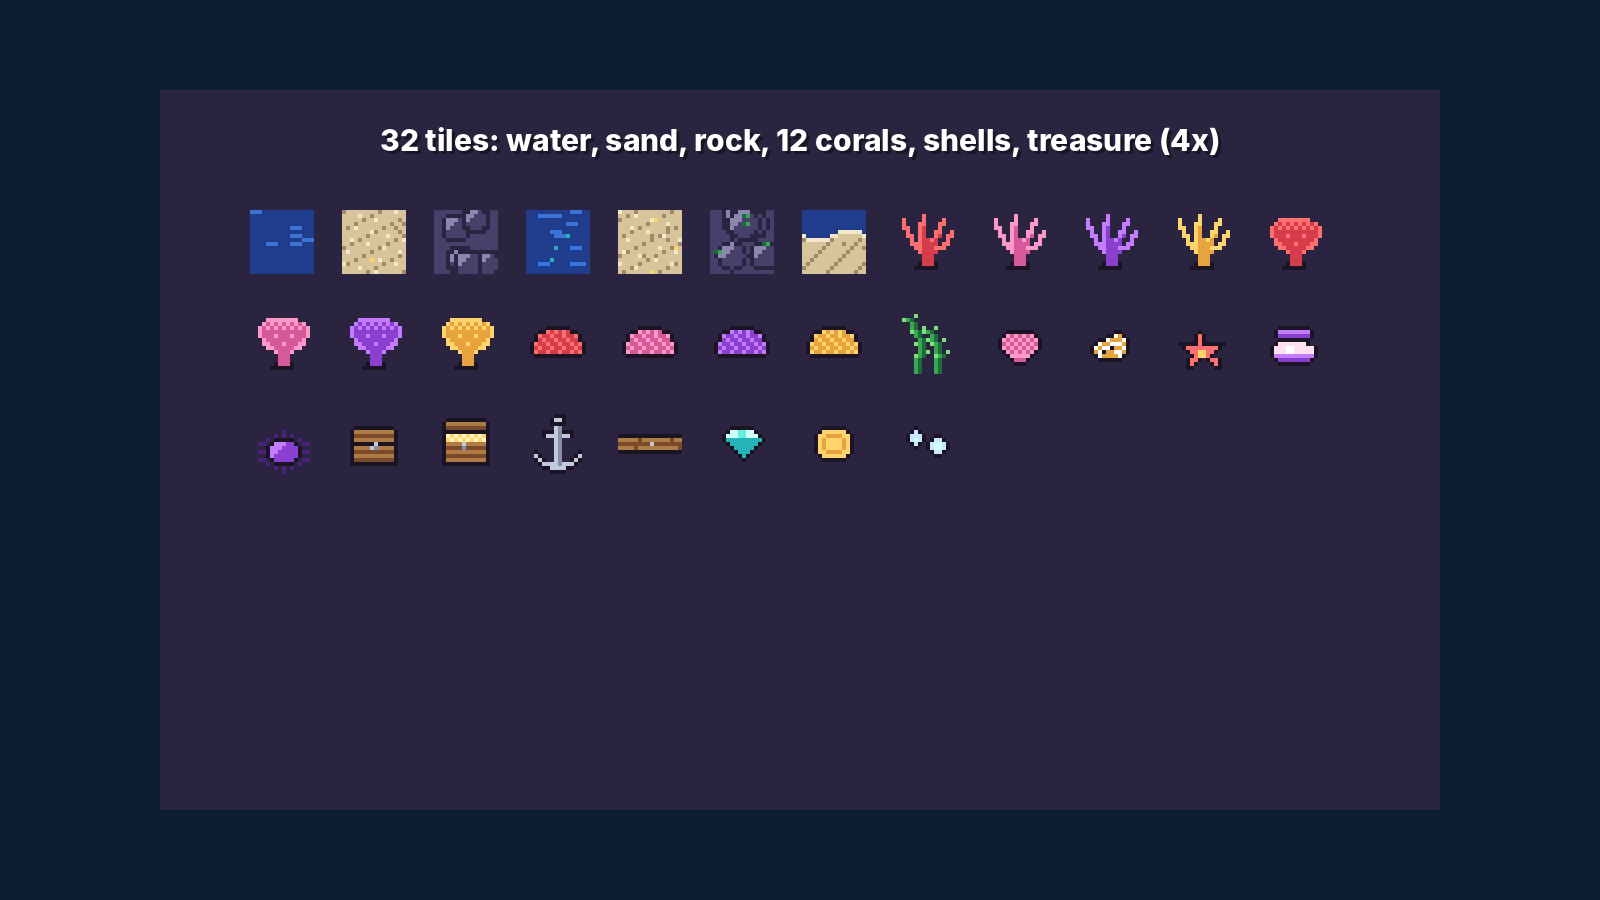 32 tiles: water, sand, rock, 12 corals, shells, treasure (4x)